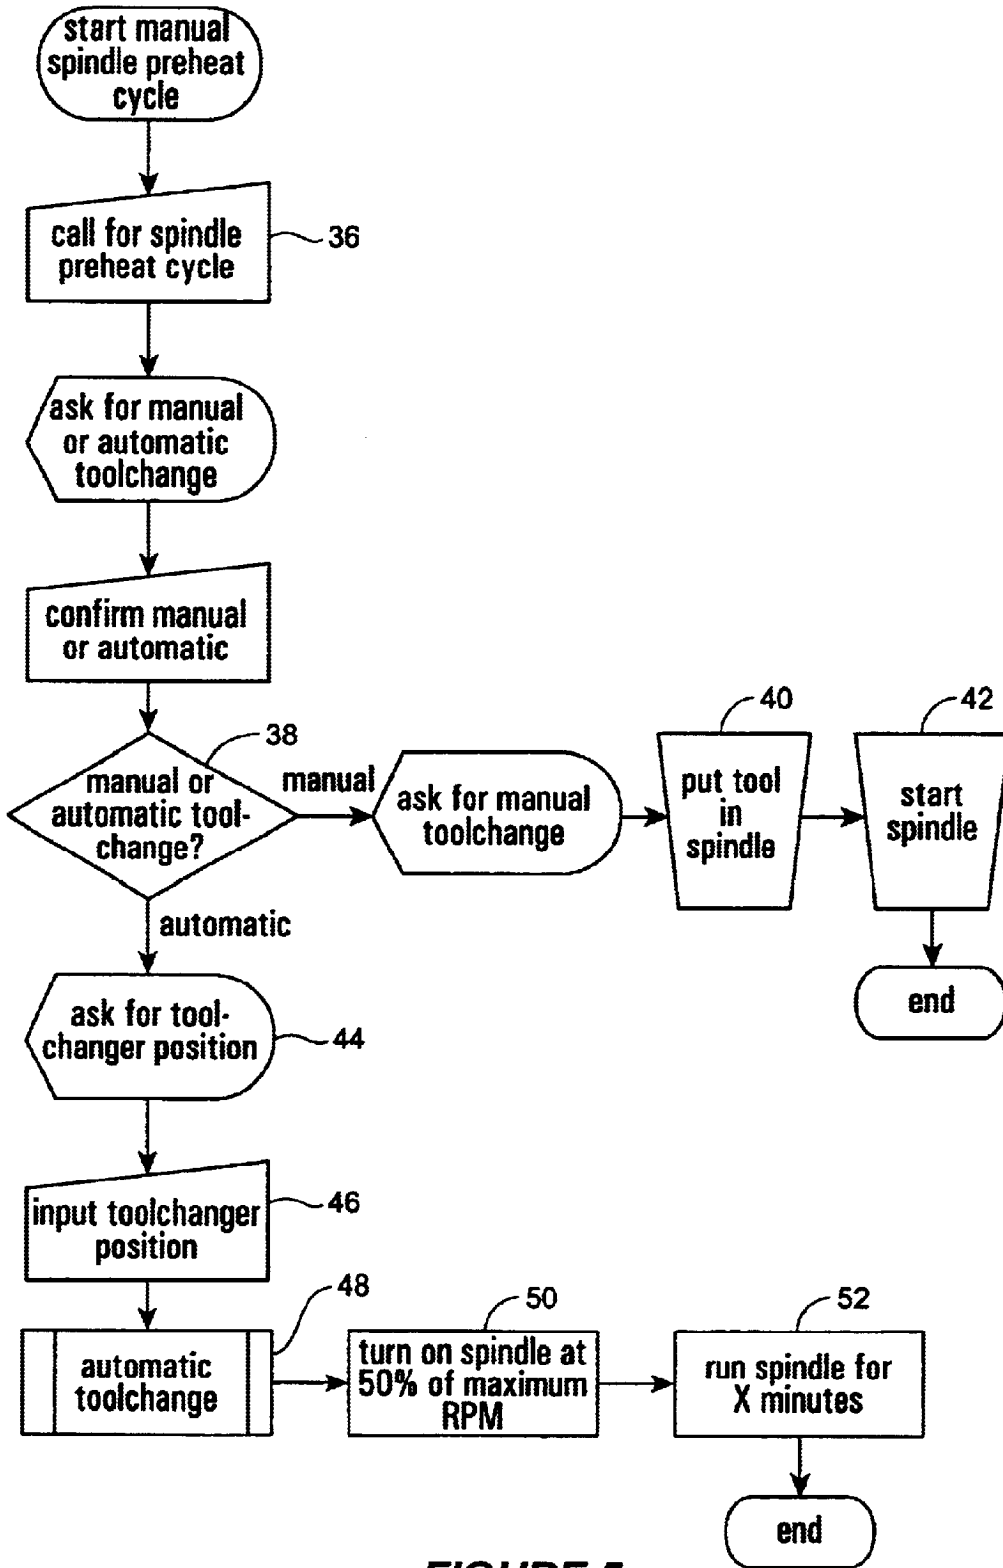 start manual
spindle preheat
cycle
call for spindle
preheat cycle
36
ask for manual
or automatic
toolchange
confirm manual
or automatic
38
manual or
automatic tool-
change?
manual
ask for manual
toolchange
40
put tool
in
spindle
42
start
spindle
end
automatic
ask for tool-
changer position
44
input toolchanger
position
46
automatic
toolchange
48
turn on spindle at
50% of maximum
RPM
50
run spindle for
X minutes
52
end